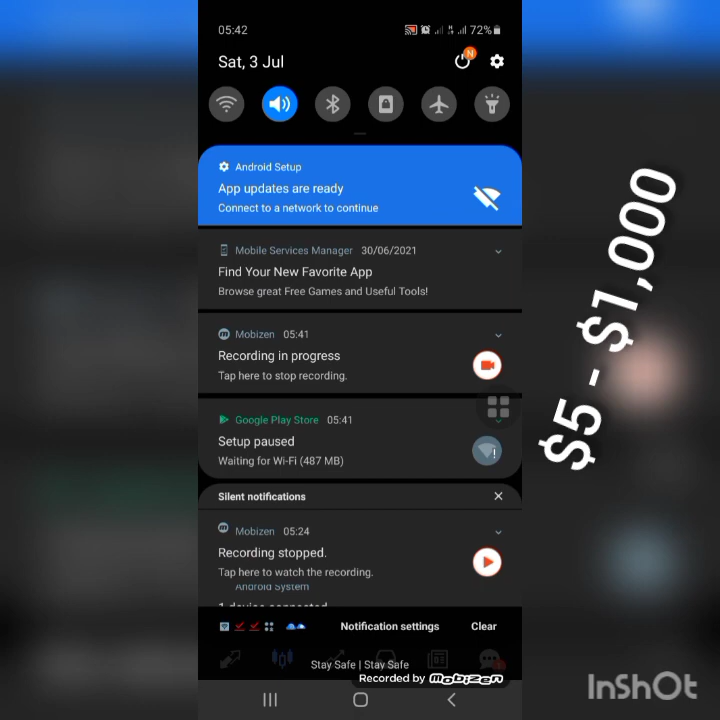 05:42
72%
Sat, 3 Jul
N
Android Setup
App updates are ready
Connect to a network to continue
Mobile Services Manager 30/06/2021
Find Your New Favorite App
Browse great Free Games and Useful Tools!
Mobizen 05:41
Recording in progress
Tap here to stop recording.
Google Play Store 05:41
Setup paused
Waiting for Wi-Fi (487 MB)
Silent notifications
Mobizen 05:24
Recording stopped.
Tap here to watch the recording.
Android System
1 device connected
Notification settings Clear
Stay Safe | Stay Safe
Recorded by mobizen
$5 - $1,000
InShOt